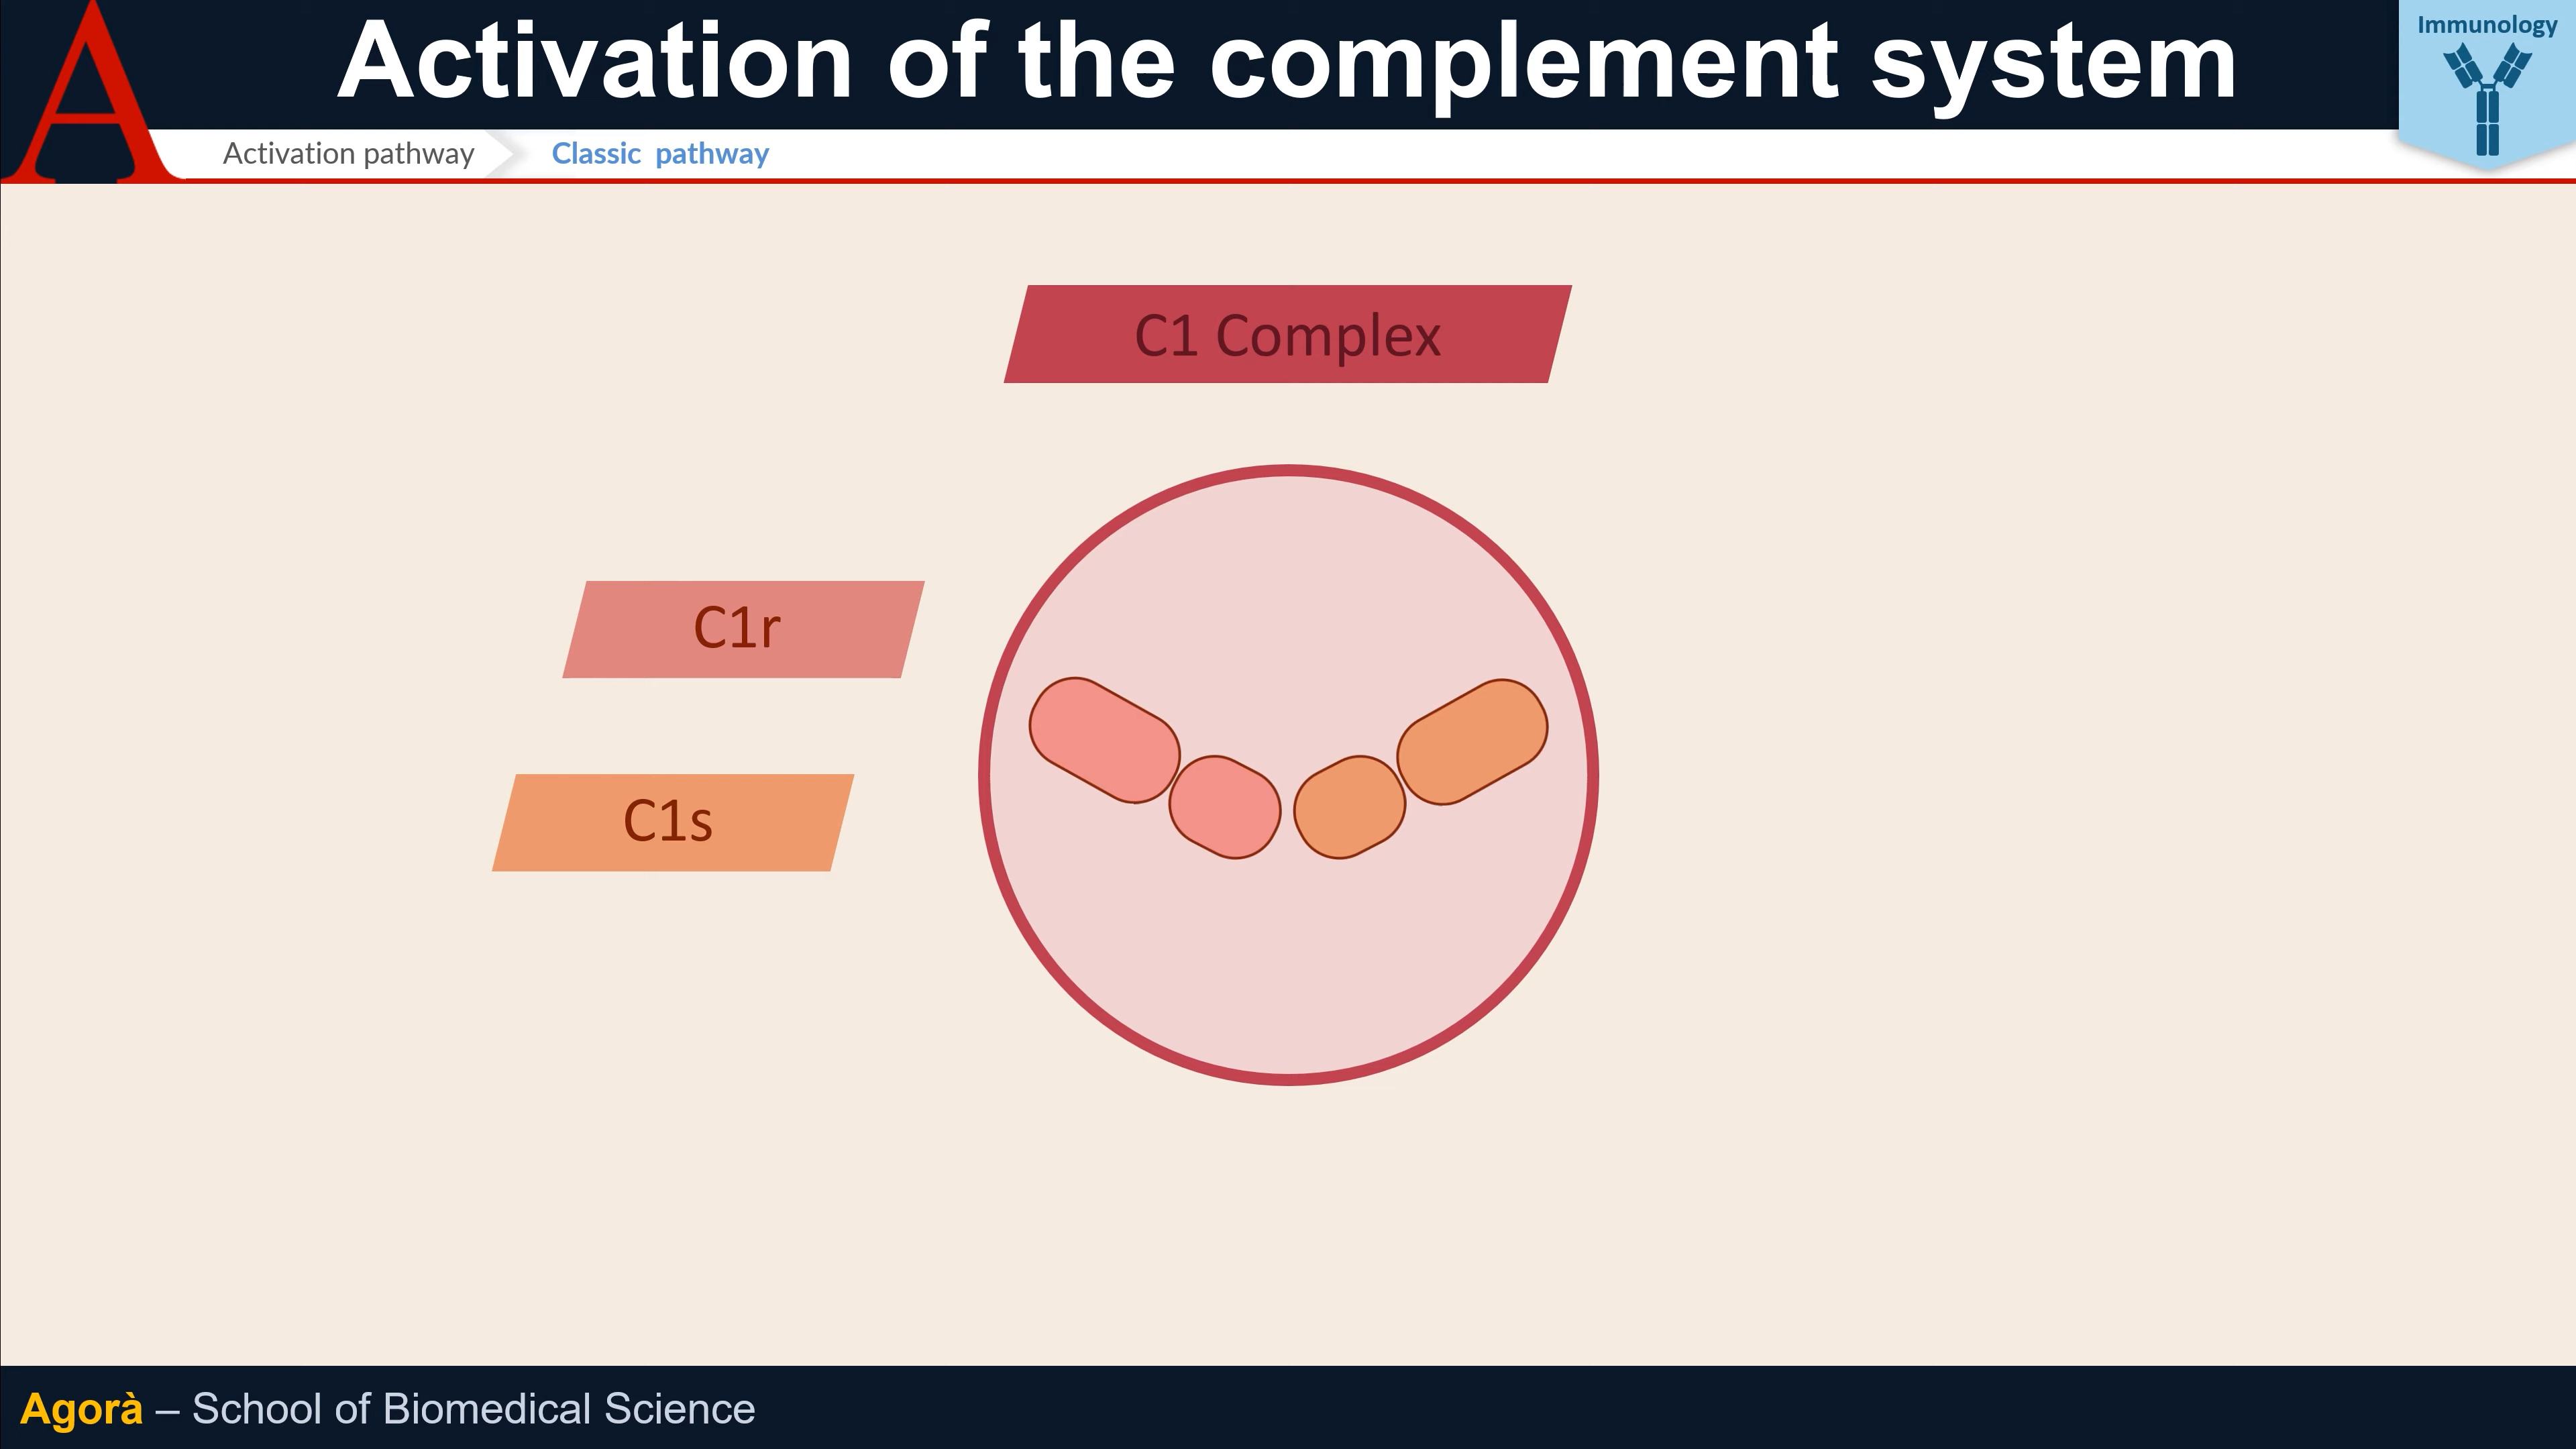 A
Activation of the complement system
Immunology
Activation pathway
Classic pathway
C1 Complex
C1r
C1s
Agorà – School of Biomedical Science